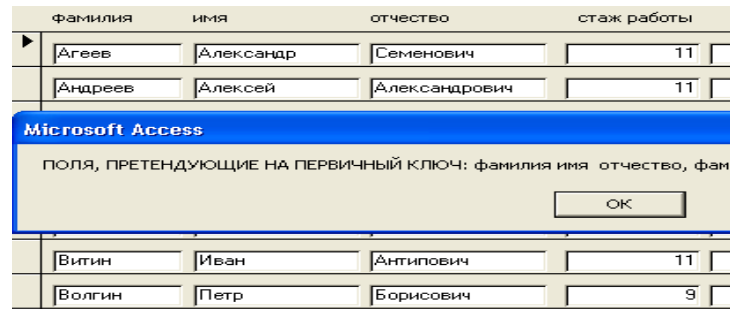 фамилия имя отчество стаж работы
Агеев Александр Семенович 11
Андреев Алексей Александрович 11
Microsoft Access
ПОЛЯ, ПРЕТЕНДУЮЩИЕ НА ПЕРВИЧНЫЙ КЛЮЧ: фамилия имя отчество, фам
OK
Витин Иван Антипович 11
Волгин Петр Борисович 9